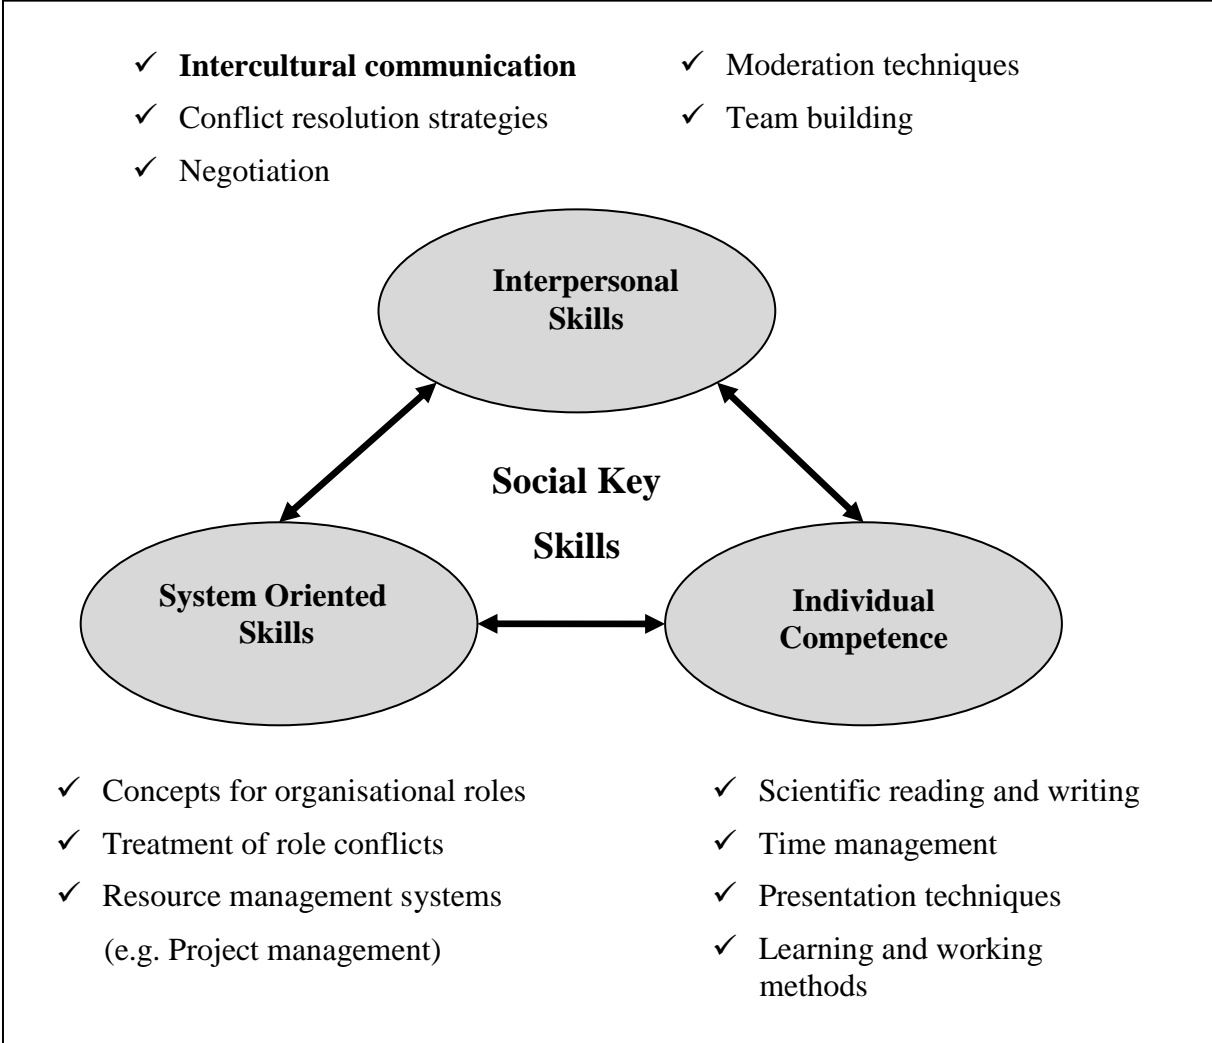 ✓ Intercultural communication
✓ Conflict resolution strategies
✓ Negotiation
✓ Moderation techniques
✓ Team building
Interpersonal
Skills
Social Key
Skills
System Oriented
Skills
Individual
Competence
✓ Concepts for organisational roles
✓ Treatment of role conflicts
✓ Resource management systems
(e.g. Project management)
✓ Scientific reading and writing
✓ Time management
✓ Presentation techniques
✓ Learning and working
methods